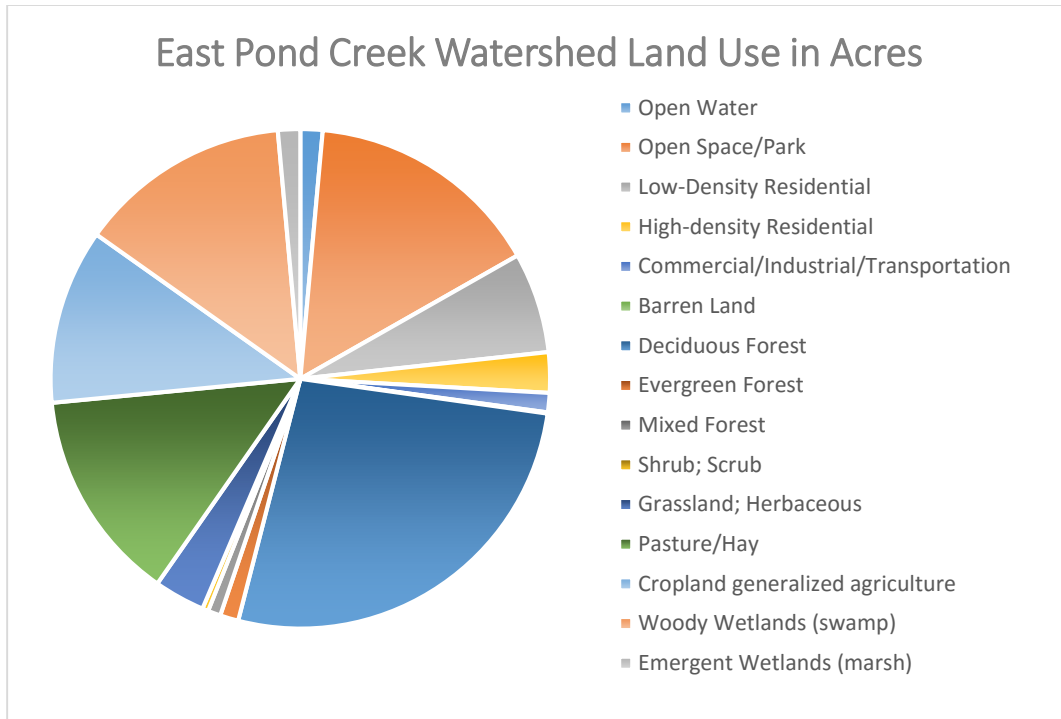 East Pond Creek Watershed Land Use in Acres
Open Water
Open Space/Park
Low-Density Residential
High-density Residential
Commercial/Industrial/Transportation
Barren Land
Deciduous Forest
Evergreen Forest
Mixed Forest
Shrub; Scrub
Grassland; Herbaceous
Pasture/Hay
Cropland generalized agriculture
Woody Wetlands (swamp)
Emergent Wetlands (marsh)